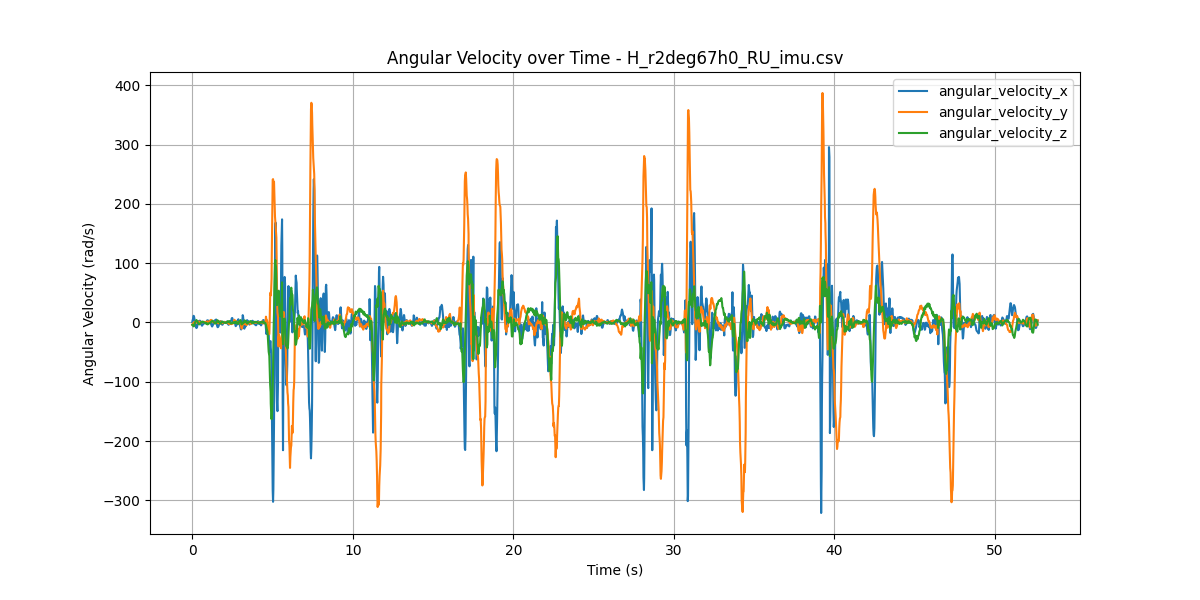 Angular Velocity over Time - H_r2deg67h0_RU_imu.csv
angular_velocity_x
angular_velocity_y
angular_velocity_z
Angular Velocity (rad/s)
400
300
200
100
0
−100
−200
−300
0 10 20 30 40 50
Time (s)